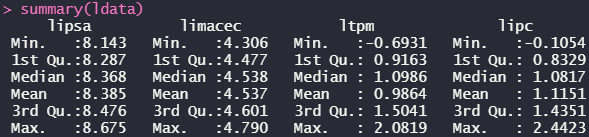 > summary(ldata)
     lipsa          limacec           ltpm              lipc
 Min.   :8.143   Min.   :4.306   Min.   :-0.6931   Min.   :-0.1054
 1st Qu.:8.287   1st Qu.:4.477   1st Qu.: 0.9163   1st Qu.: 0.8329
 Median :8.368   Median :4.538   Median : 1.0986   Median : 1.0817
 Mean   :8.385   Mean   :4.537   Mean   : 0.9864   Mean   : 1.1151
 3rd Qu.:8.476   3rd Qu.:4.601   3rd Qu.: 1.5041   3rd Qu.: 1.4351
 Max.   :8.675   Max.   :4.790   Max.   : 2.0819   Max.   : 2.4423